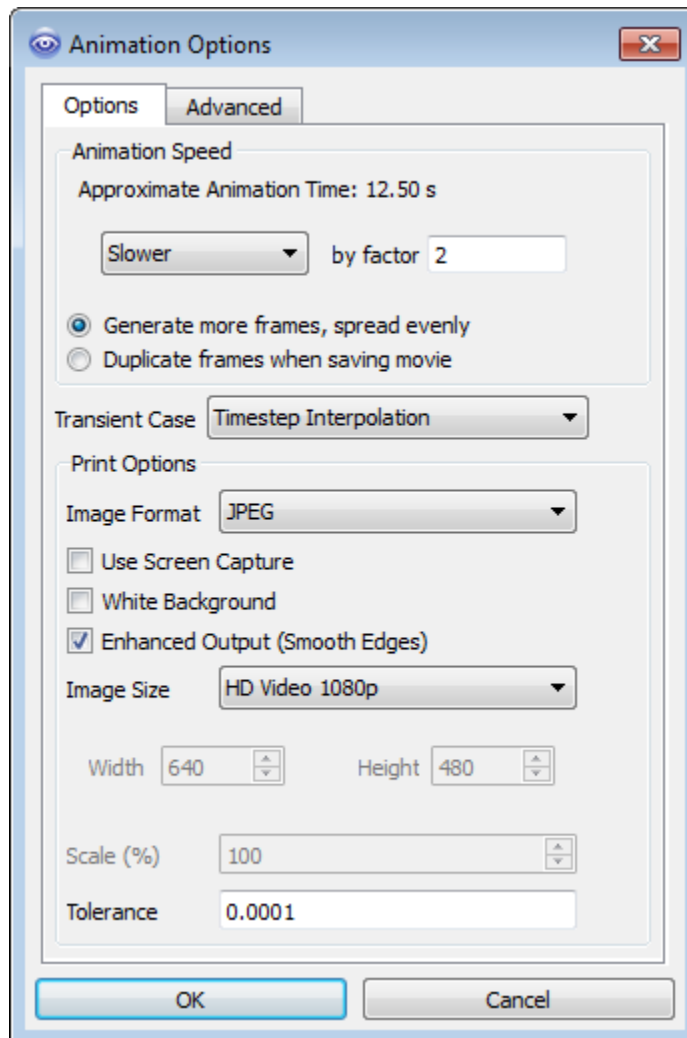 Animation Options
Options Advanced
Animation Speed
Approximate Animation Time: 12.50 s
Slower by factor 2
Generate more frames, spread evenly
Duplicate frames when saving movie
Transient Case Timestep Interpolation
Print Options
Image Format JPEG
Use Screen Capture
White Background
Enhanced Output (Smooth Edges)
Image Size HD Video 1080p
Width 640 Height 480
Scale (%) 100
Tolerance 0.0001
OK Cancel